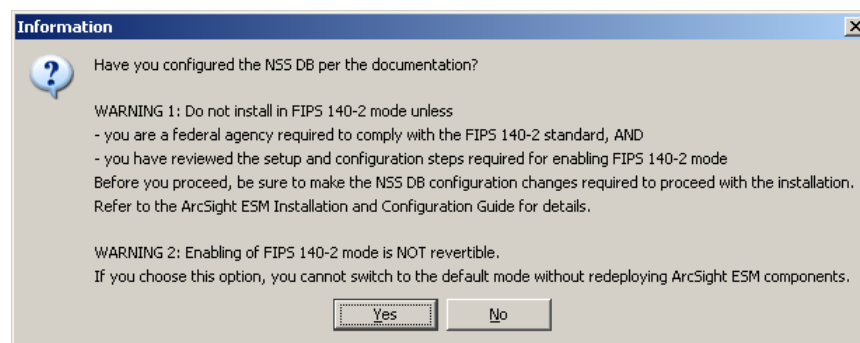 Information
Have you configured the NSS DB per the documentation?
WARNING 1: Do not install in FIPS 140-2 mode unless
- you are a federal agency required to comply with the FIPS 140-2 standard, AND
- you have reviewed the setup and configuration steps required for enabling FIPS 140-2 mode
Before you proceed, be sure to make the NSS DB configuration changes required to proceed with the installation.
Refer to the ArcSight ESM Installation and Configuration Guide for details.
WARNING 2: Enabling of FIPS 140-2 mode is NOT revertible.
If you choose this option, you cannot switch to the default mode without redeploying ArcSight ESM components.
Yes
No